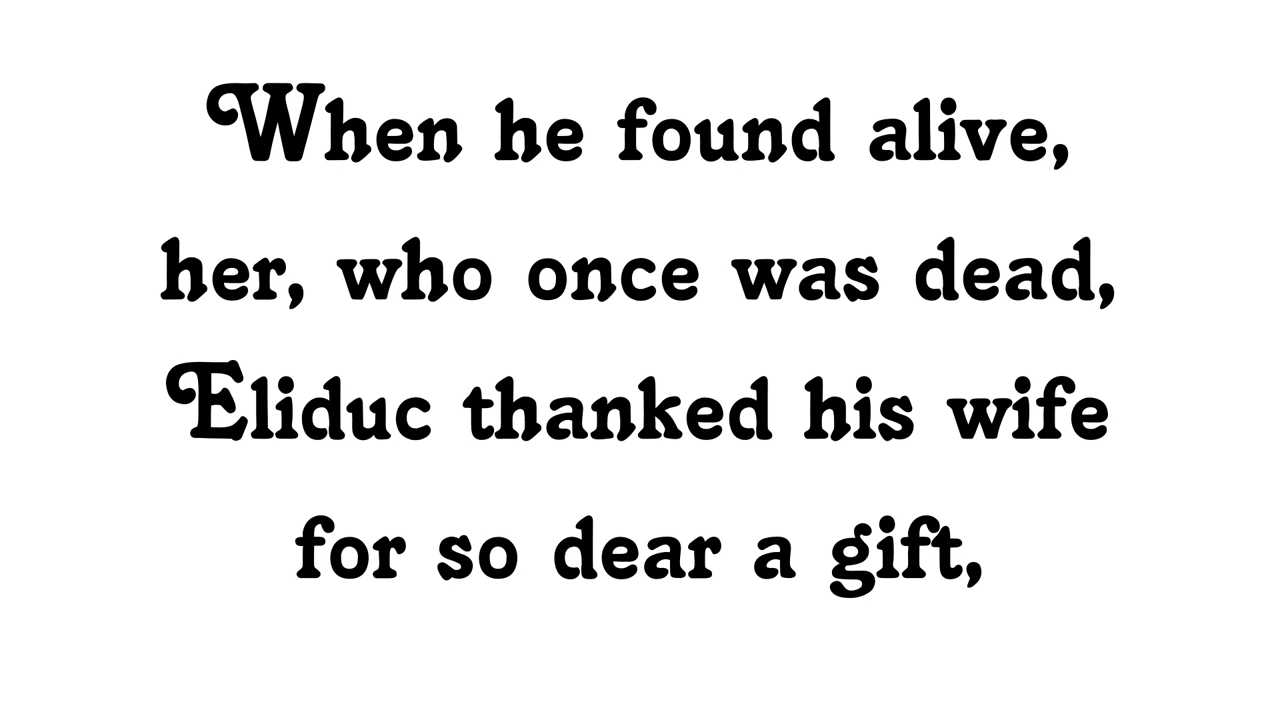 When he found alive,
her, who once was dead,
Eliduc thanked his wife
for so dear a gift,